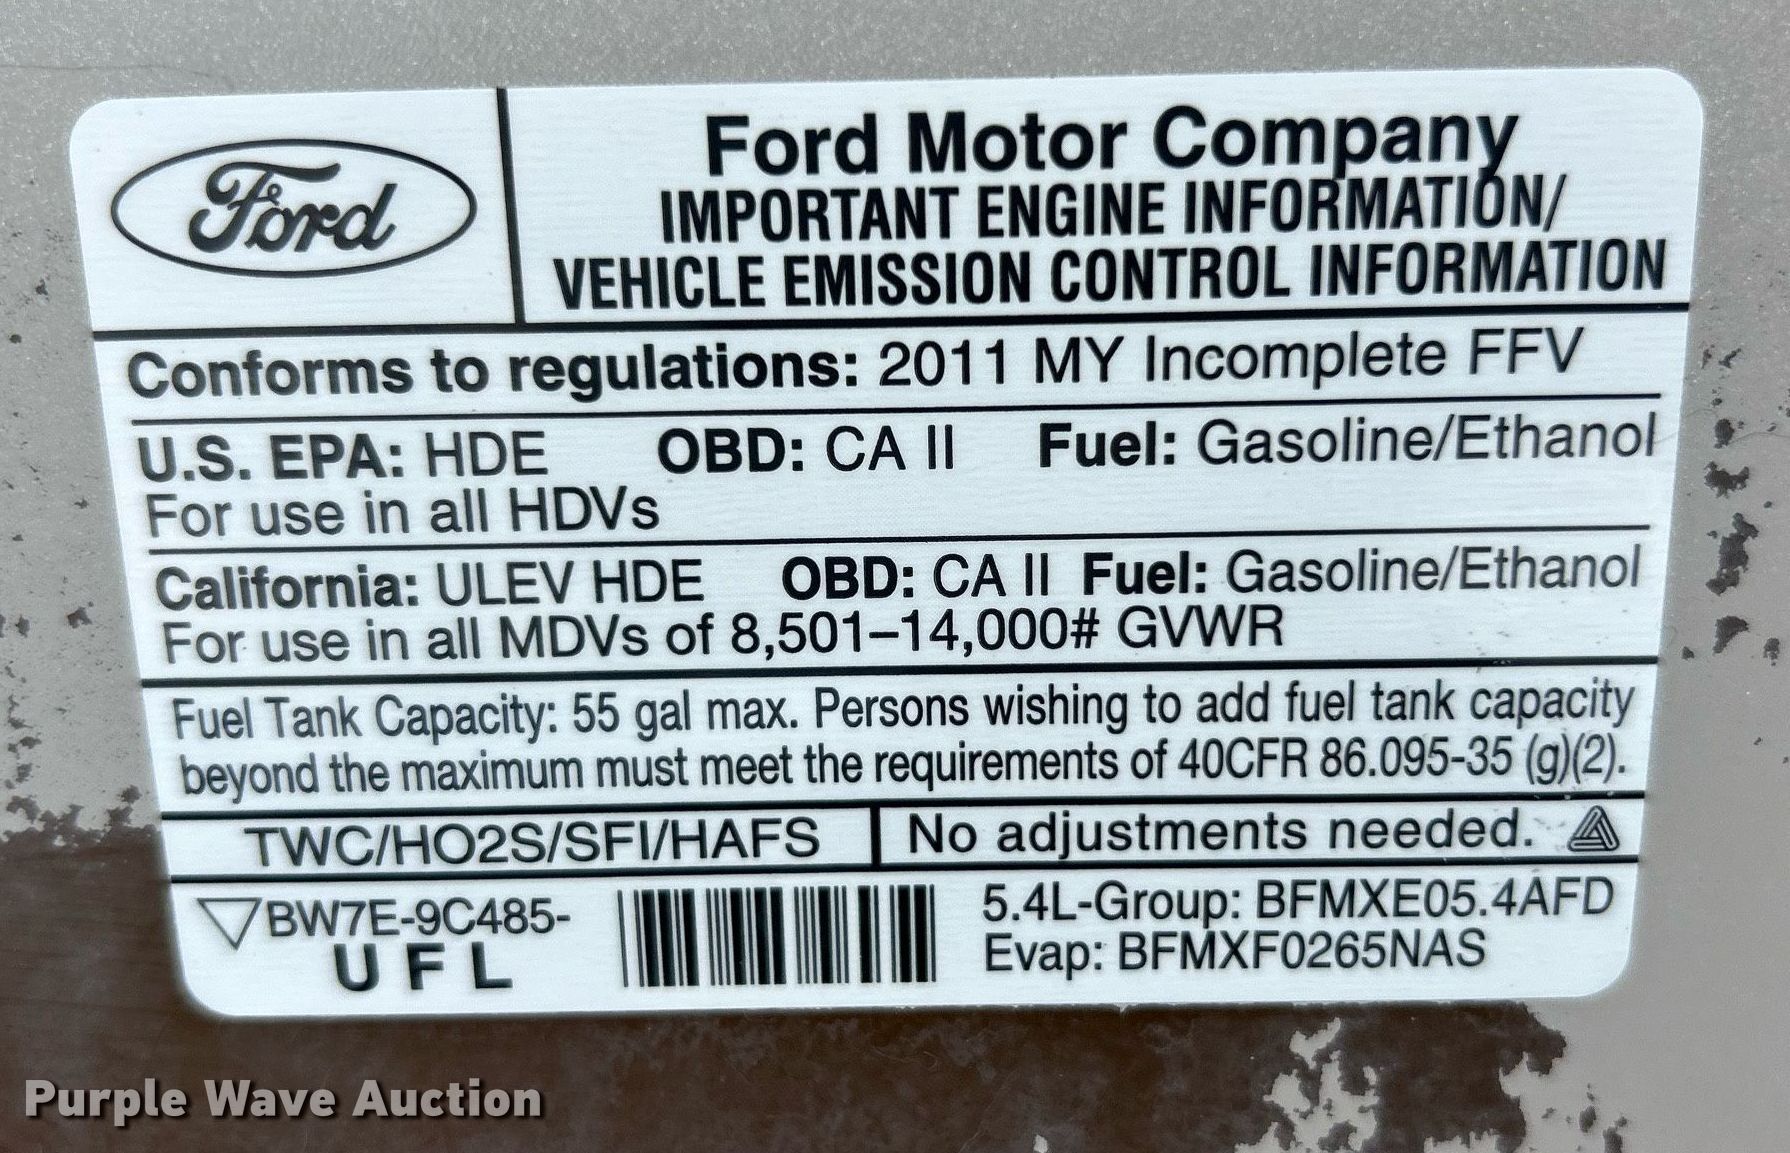 Ford
Ford Motor Company
IMPORTANT ENGINE INFORMATION/
VEHICLE EMISSION CONTROL INFORMATION
Conforms to regulations: 2011 MY Incomplete FFV
U.S. EPA: HDE OBD: CA II Fuel: Gasoline/Ethanol
For use in all HDVs
California: ULEV HDE OBD: CA II Fuel: Gasoline/Ethanol
For use in all MDVs of 8,501–14,000# GVWR
Fuel Tank Capacity: 55 gal max. Persons wishing to add fuel tank capacity
beyond the maximum must meet the requirements of 40CFR 86.095-35 (g)(2).
TWC/HO2S/SFI/HAFS No adjustments needed.
BW7E-9C485-
UFL
5.4L-Group: BFMXE05.4AFD
Evap: BFMXF0265NAS
Purple Wave Auction